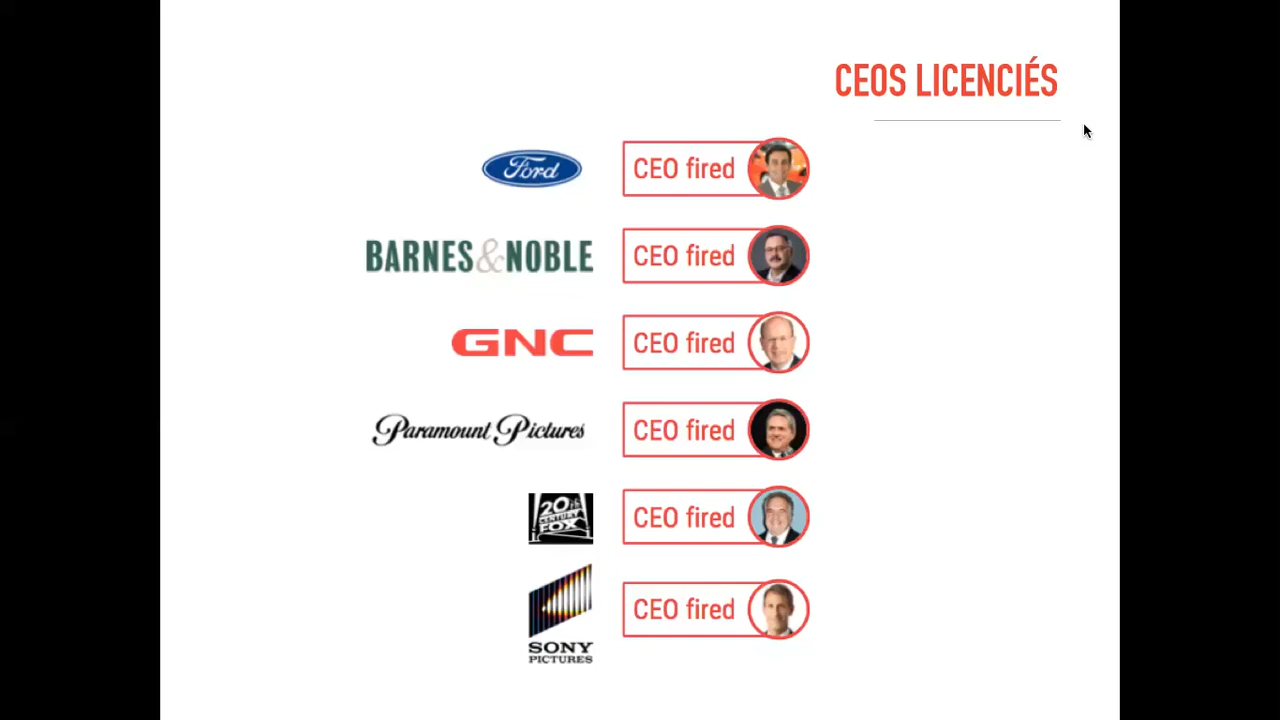 CEOS LICENCIÉS
Ford
CEO fired
BARNES&NOBLE
CEO fired
GNC
CEO fired
Paramount Pictures
CEO fired
20th
CENTURY
FOX
CEO fired
CEO fired
SONY
PICTURES